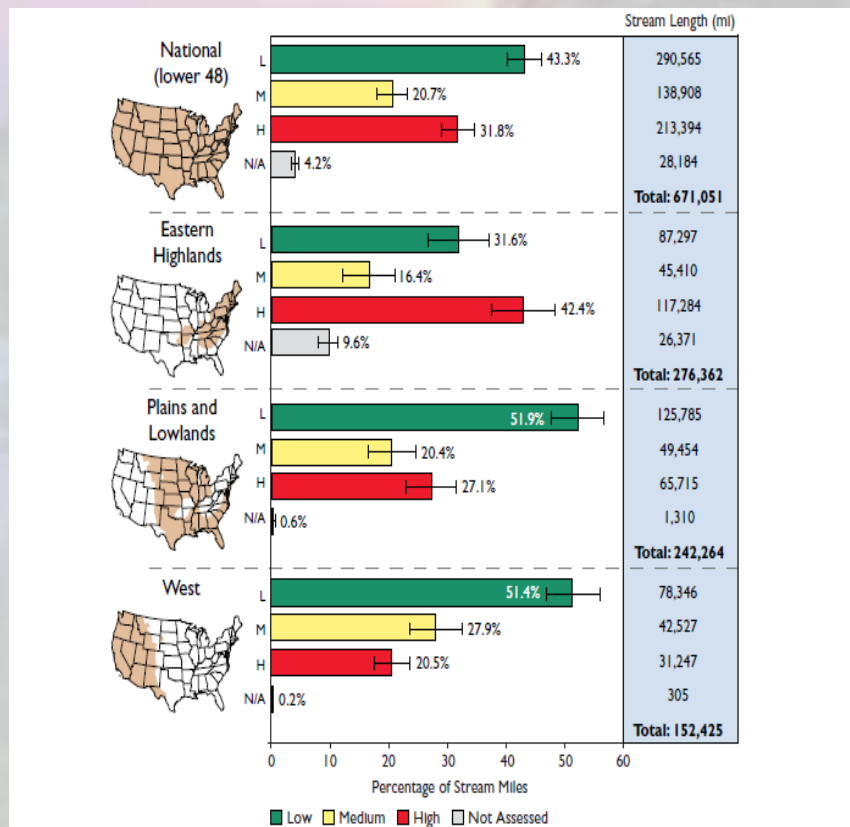 Stream Length (mi)
National
(lower 48)
L 43.3% 290,565
M 20.7% 138,908
H 31.8% 213,394
N/A 4.2% 28,184
Total: 671,051
Eastern
Highlands
L 31.6% 87,297
M 16.4% 45,410
H 42.4% 117,284
N/A 9.6% 26,371
Total: 276,362
Plains and
Lowlands
L 51.9% 125,785
M 20.4% 49,454
H 27.1% 65,715
N/A 0.6% 1,310
Total: 242,264
West
L 51.4% 78,346
M 27.9% 42,527
H 20.5% 31,247
N/A 0.2% 305
Total: 152,425
0 10 20 30 40 50 60
Percentage of Stream Miles
Low Medium High Not Assessed